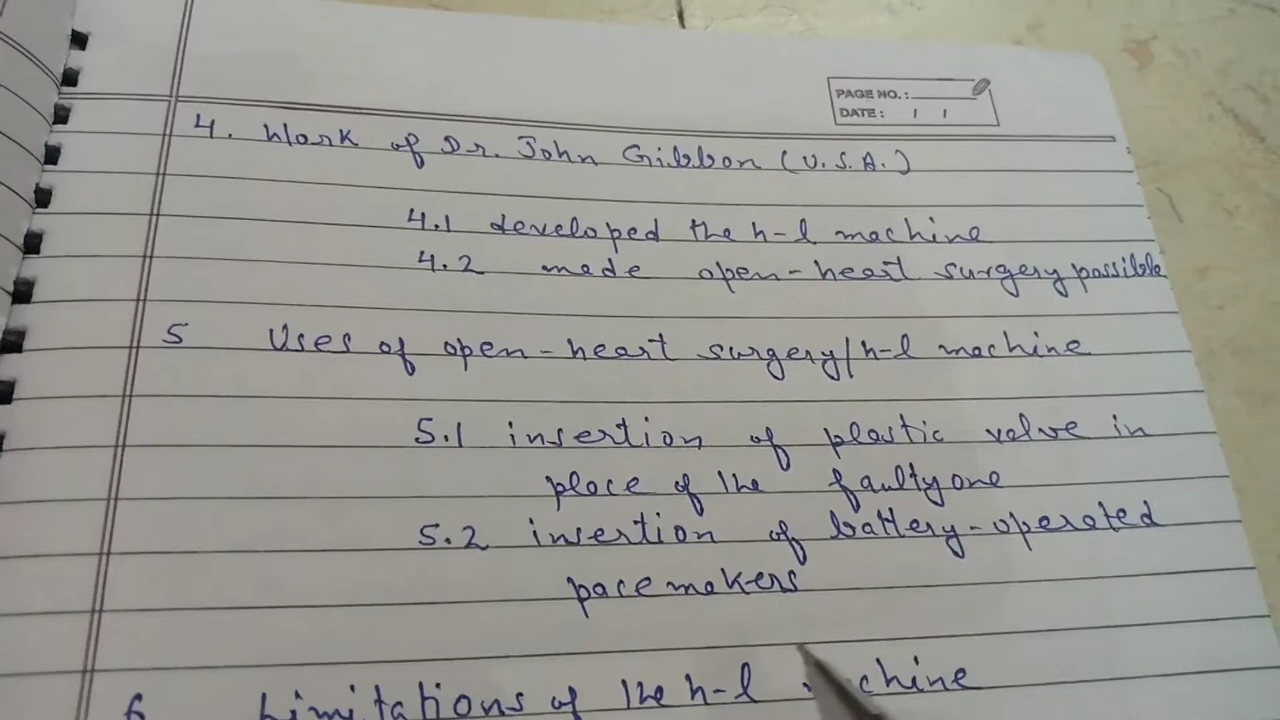 PAGE NO.:
DATE: / /
4. Work of Dr. John Gibbon (U.S.A.)
4.1 developed the h-l machine
4.2 made open-heart surgery possible
5 Uses of open-heart surgery/h-l machine
5.1 insertion of plastic valve in
place of the faulty one
5.2 insertion of battery-operated
pacemakers
6 Limitations of the h-l machine